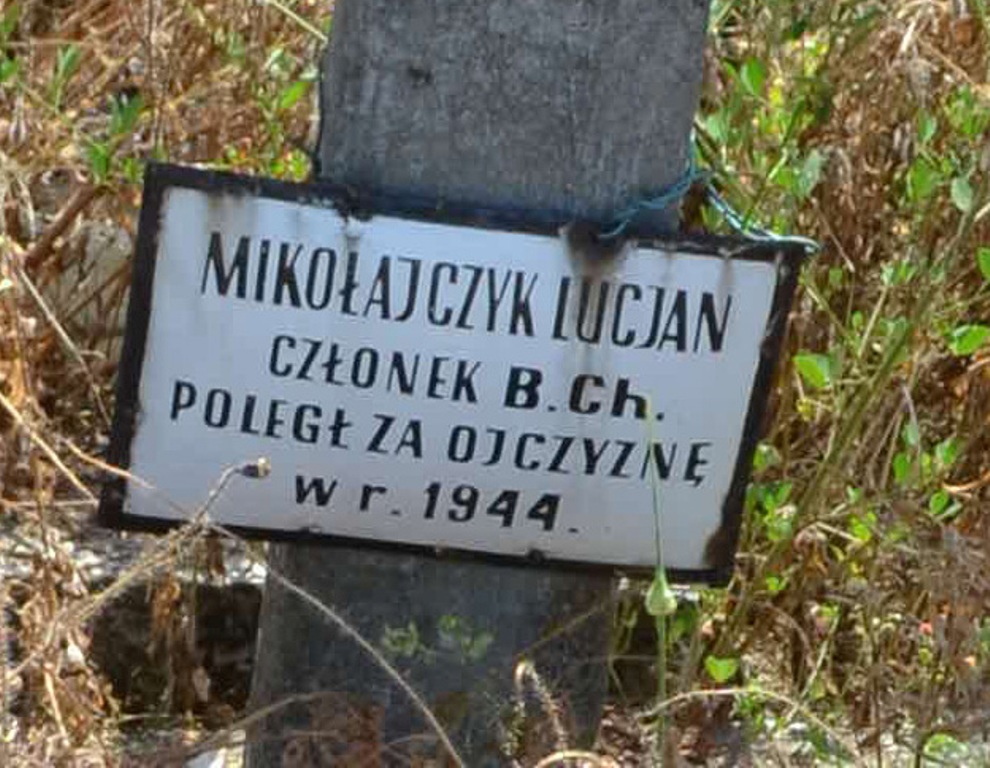 MIKOŁAJCZYK LUCJAN
CZŁONEK B.Ch.
POLEGŁ ZA OJCZYZNĘ
w r. 1944.